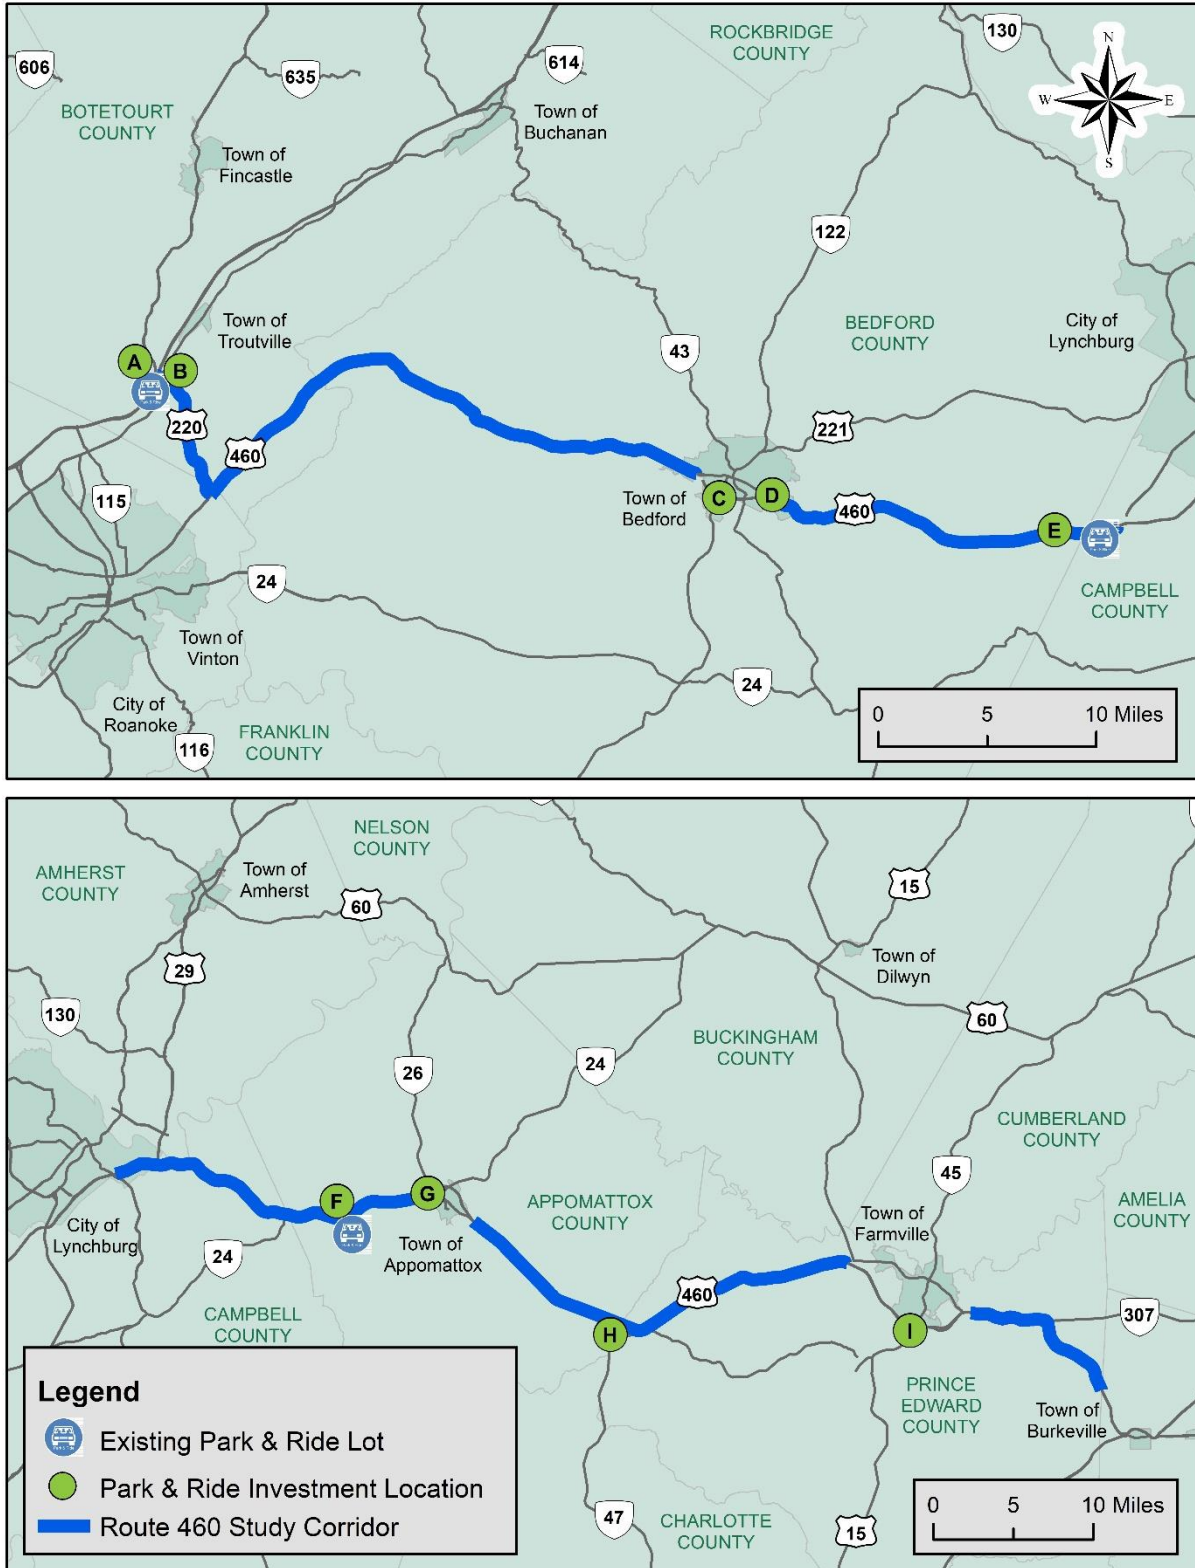 ROCKBRIDGE
COUNTY
130
N
W
E
S
606
635
614
BOTETOURT
COUNTY
Town of
Buchanan
Town of
Fincastle
122
Town of
Troutville
BEDFORD
COUNTY
City of
Lynchburg
43
A
B
220
460
221
115
Town of
Bedford
C
D
460
E
24
CAMPBELL
COUNTY
Town of
Vinton
24
City of
Roanoke
116
FRANKLIN
COUNTY
0 5 10 Miles
NELSON
COUNTY
AMHERST
COUNTY
Town of
Amherst
60
15
29
Town of
Dilwyn
130
60
BUCKINGHAM
COUNTY
26
24
CUMBERLAND
COUNTY
45
AMELIA
COUNTY
F
G
APPOMATTOX
COUNTY
Town of
Farmville
City of
Lynchburg
24
Town of
Appomattox
460
CAMPBELL
COUNTY
H
I
307
PRINCE
EDWARD
COUNTY
Town of
Burkeville
47
CHARLOTTE
COUNTY
15
0 5 10 Miles
Legend
Existing Park & Ride Lot
Park & Ride Investment Location
Route 460 Study Corridor